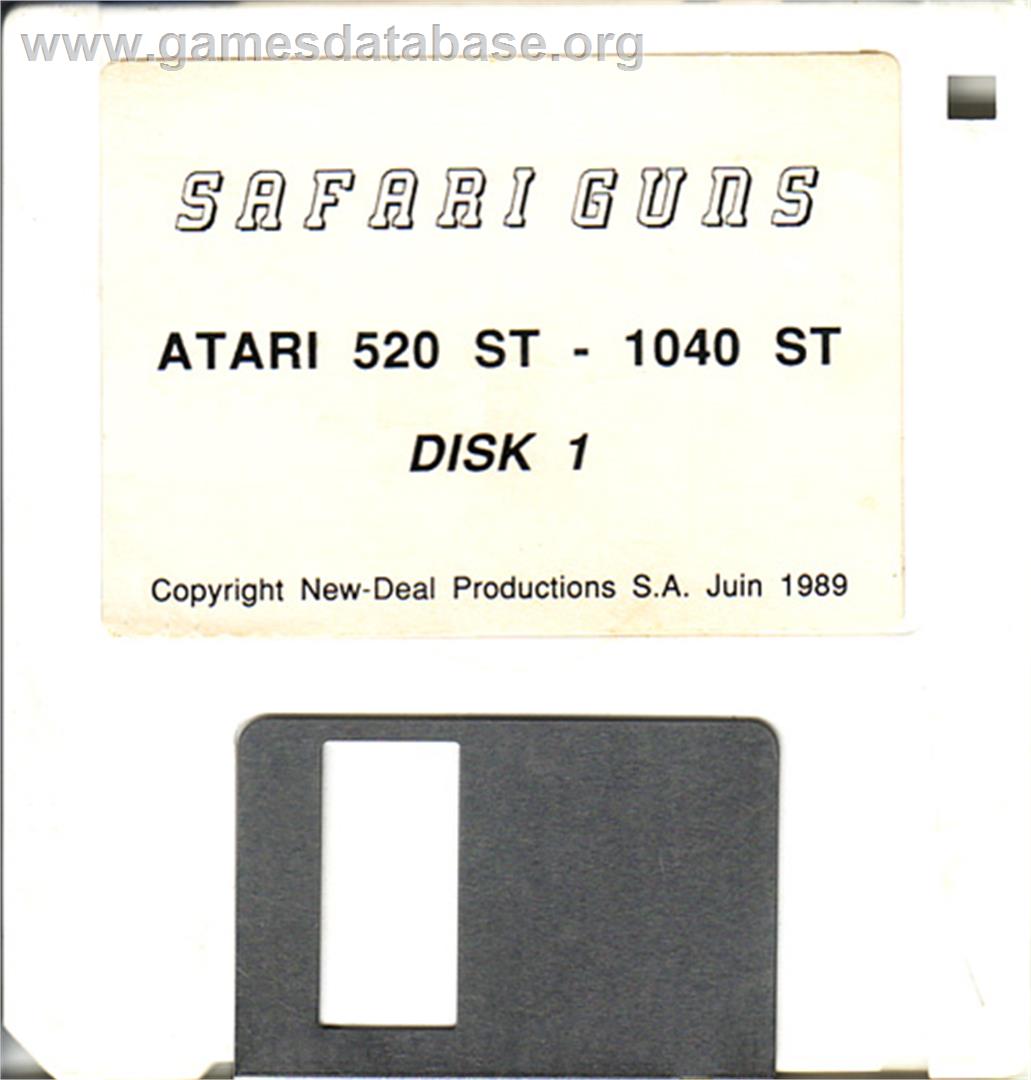 www.gamesdatabase.org
SAFARI GUNS
ATARI 520 ST - 1040 ST
DISK 1
Copyright New-Deal Productions S.A. Juin 1989